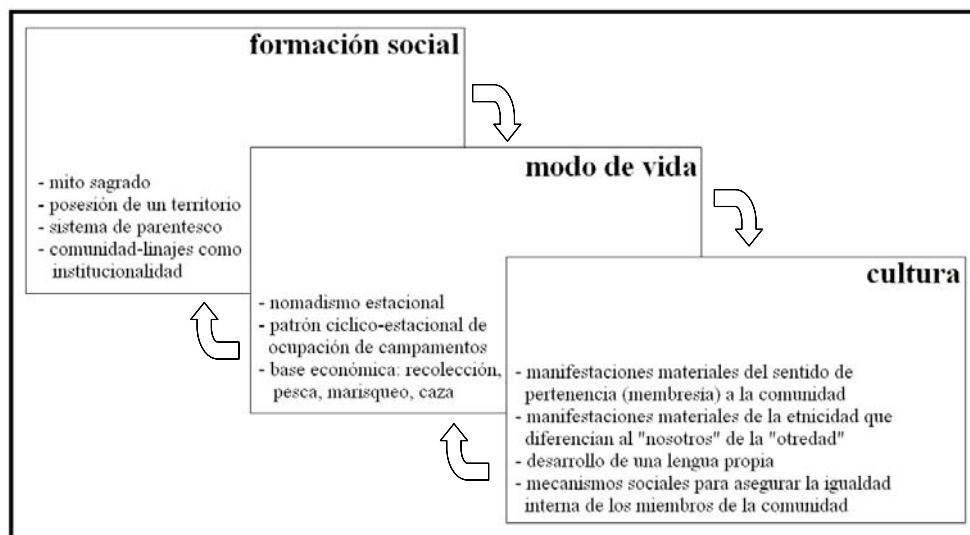 formación social
- mito sagrado
- posesión de un territorio
- sistema de parentesco
- comunidad-linajes como
institucionalidad
modo de vida
- nomadismo estacional
- patrón cíclico-estacional de
ocupación de campamentos
- base económica: recolección,
pesca, marisqueo, caza
cultura
- manifestaciones materiales del sentido de
pertenencia (membresía) a la comunidad
- manifestaciones materiales de la etnicidad que
diferencian al "nosotros" de la "otredad"
- desarrollo de una lengua propia
- mecanismos sociales para asegurar la igualdad
interna de los miembros de la comunidad